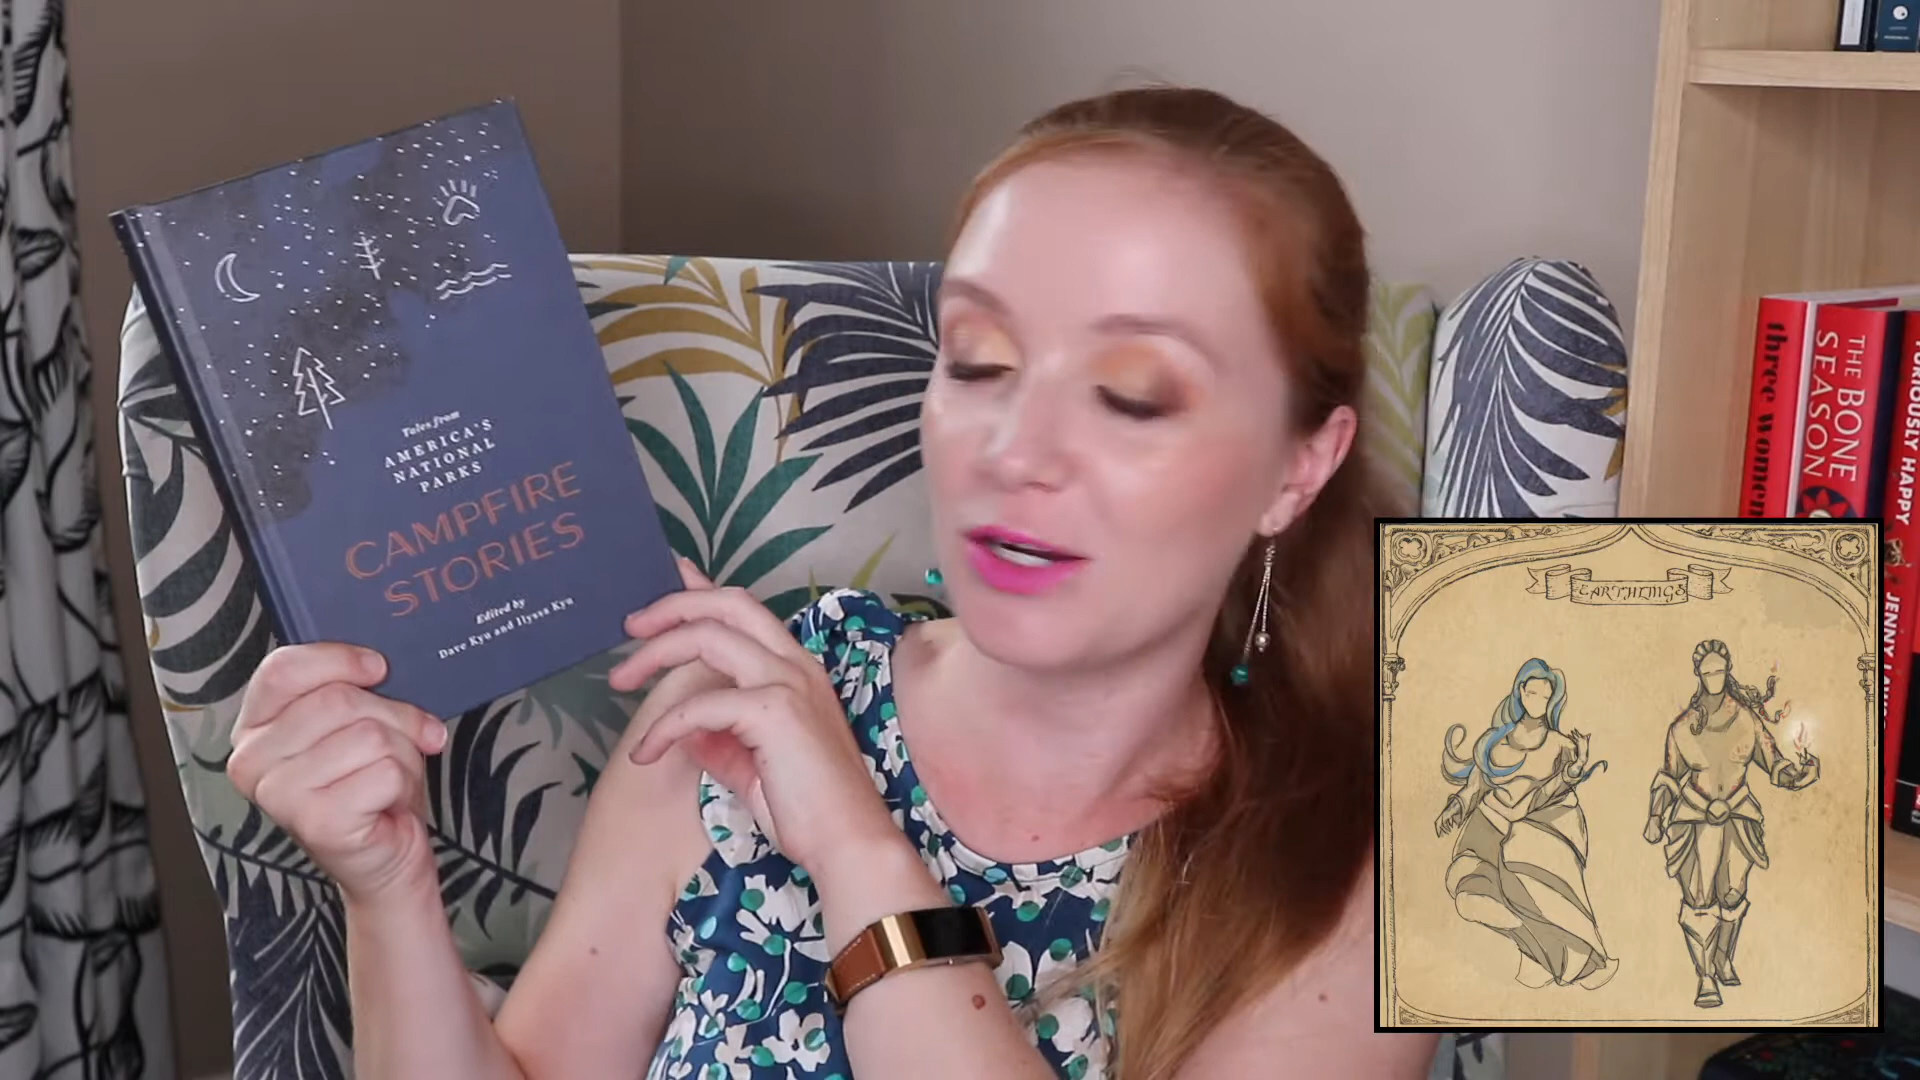 Tales from
AMERICA'S
NATIONAL
PARKS
CAMPFIRE
STORIES
Edited by
Dave Kyu and Ilyssa Kyu
three women
THE BONE
SEASON
FURIOUSLY HAPPY
JENNY LAWSON
EARTHLINGS